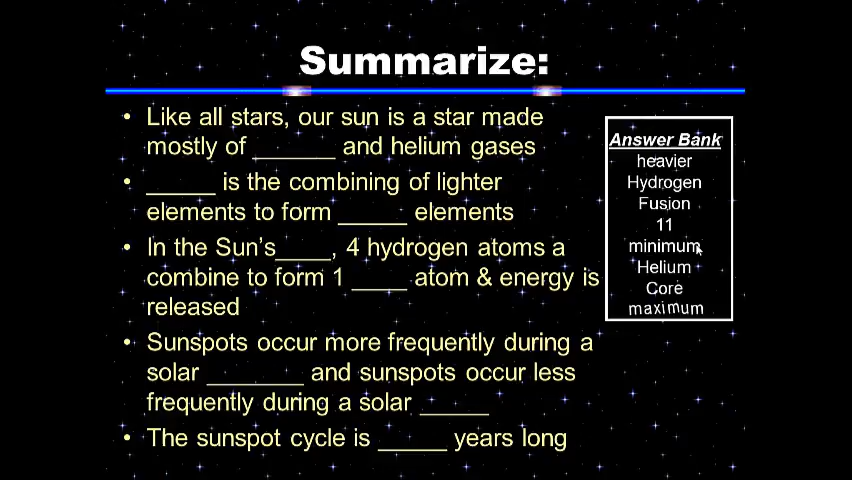 Summarize:
• Like all stars, our sun is a star made
mostly of ______ and helium gases
• _____ is the combining of lighter
elements to form _____ elements
• In the Sun's____, 4 hydrogen atoms a
combine to form 1 ____ atom & energy is
released
• Sunspots occur more frequently during a
solar _______ and sunspots occur less
frequently during a solar _____
• The sunspot cycle is _____ years long
Answer Bank
heavier
Hydrogen
Fusion
11
minimum
Helium
Core
maximum